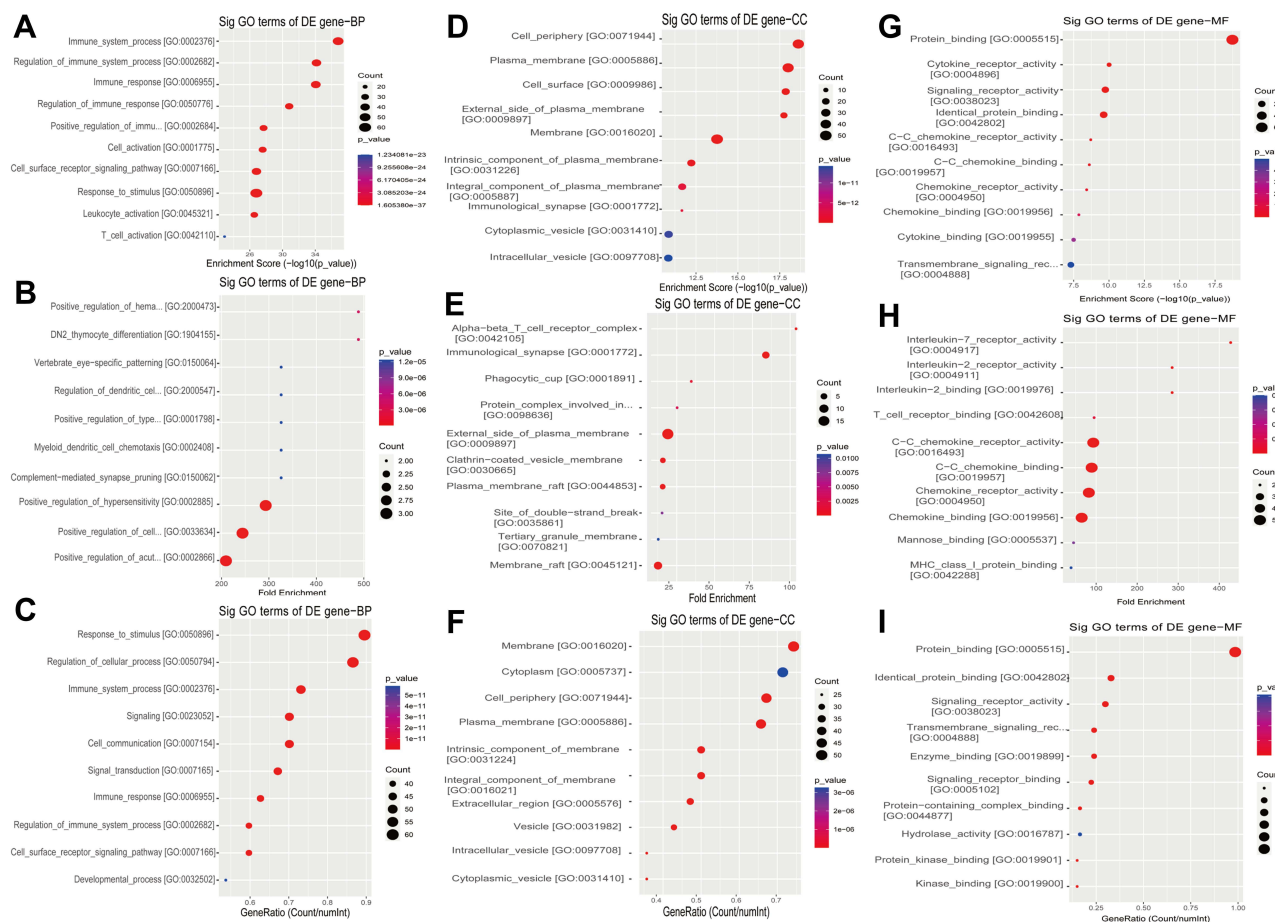 A
Sig GO terms of DE gene−BP
Immune_system_process [GO:0002376]
Regulation_of_immune_system_process [GO:0002682]
Immune_response [GO:0006955]
Regulation_of_immune_response [GO:0050776]
Positive_regulation_of_immu... [GO:0002684]
Cell_activation [GO:0001775]
Cell_surface_receptor_signaling_pathway [GO:0007166]
Response_to_stimulus [GO:0050896]
Leukocyte_activation [GO:0045321]
T_cell_activation [GO:0042110]
26
30
34
Enrichment Score (−log10(p_value))
Count
20
30
40
50
60
p_value
1.234081e−23
9.255608e−24
6.170405e−24
3.085203e−24
1.605380e−37
B
Sig GO terms of DE gene−BP
Positive_regulation_of_hema... [GO:2000473]
DN2_thymocyte_differentiation [GO:1904155]
Vertebrate_eye−specific_patterning [GO:0150064]
Regulation_of_dendritic_cel... [GO:2000547]
Positive_regulation_of_type... [GO:0001798]
Myeloid_dendritic_cell_chemotaxis [GO:0002408]
Complement−mediated_synapse_pruning [GO:0150062]
Positive_regulation_of_hypersensitivity [GO:0002885]
Positive_regulation_of_cell... [GO:0033634]
Positive_regulation_of_acut... [GO:0002866]
200
300
400
500
Fold Enrichment
p_value
1.2e−05
9.0e−06
6.0e−06
3.0e−06
Count
2.00
2.25
2.50
2.75
3.00
C
Sig GO terms of DE gene−BP
Response_to_stimulus [GO:0050896]
Regulation_of_cellular_process [GO:0050794]
Immune_system_process [GO:0002376]
Signaling [GO:0023052]
Cell_communication [GO:0007154]
Signal_transduction [GO:0007165]
Immune_response [GO:0006955]
Regulation_of_immune_system_process [GO:0002682]
Cell_surface_receptor_signaling_pathway [GO:0007166]
Developmental_process [GO:0032502]
0.6
0.7
0.8
0.9
GeneRatio (Count/numInt)
p_value
5e−11
4e−11
3e−11
2e−11
1e−11
Count
40
45
50
55
60
D
Sig GO terms of DE gene−CC
Cell_periphery [GO:0071944]
Plasma_membrane [GO:0005886]
Cell_surface [GO:0009986]
External_side_of_plasma_membrane
[GO:0009897]
Membrane [GO:0016020]
Intrinsic_component_of_plasma_membrane
[GO:0031226]
Integral_component_of_plasma_membrane
[GO:0005887]
Immunological_synapse [GO:0001772]
Cytoplasmic_vesicle [GO:0031410]
Intracellular_vesicle [GO:0097708]
12.5
15.0
17.5
Enrichment Score (−log10(p_value))
Count
10
20
30
40
50
p_value
1e−11
5e−12
E
Sig GO terms of DE gene−CC
Alpha−beta_T_cell_receptor_complex
[GO:0042105]
Immunological_synapse [GO:0001772]
Phagocytic_cup [GO:0001891]
Protein_complex_involved_in...
[GO:0098636]
External_side_of_plasma_membrane
[GO:0009897]
Clathrin−coated_vesicle_membrane
[GO:0030665]
Plasma_membrane_raft [GO:0044853]
Site_of_double−strand_break
[GO:0035861]
Tertiary_granule_membrane
[GO:0070821]
Membrane_raft [GO:0045121]
25
50
75
100
Fold Enrichment
Count
5
10
15
p_value
0.0100
0.0075
0.0050
0.0025
F
Sig GO terms of DE gene−CC
Membrane [GO:0016020]
Cytoplasm [GO:0005737]
Cell_periphery [GO:0071944]
Plasma_membrane [GO:0005886]
Intrinsic_component_of_membrane
[GO:0031224]
Integral_component_of_membrane
[GO:0016021]
Extracellular_region [GO:0005576]
Vesicle [GO:0031982]
Intracellular_vesicle [GO:0097708]
Cytoplasmic_vesicle [GO:0031410]
0.4
0.5
0.6
0.7
GeneRatio (Count/numInt)
Count
25
30
35
40
45
50
p_value
3e−06
2e−06
1e−06
G
Sig GO terms of DE gene−MF
Protein_binding [GO:0005515]
Cytokine_receptor_activity
[GO:0004896]
Signaling_receptor_activity
[GO:0038023]
Identical_protein_binding
[GO:0042802]
C−C_chemokine_receptor_activity
[GO:0016493]
C−C_chemokine_binding
[GO:0019957]
Chemokine_receptor_activity
[GO:0004950]
Chemokine_binding [GO:0019956]
Cytokine_binding [GO:0019955]
Transmembrane_signaling_rec...
[GO:0004888]
7.5
10.0
12.5
15.0
17.5
Enrichment Score (−log10(p_value))
H
Sig GO terms of DE gene−MF
Interleukin−7_receptor_activity
[GO:0004917]
Interleukin−2_receptor_activity
[GO:0004911]
Interleukin−2_binding [GO:0019976]
T_cell_receptor_binding [GO:0042608]
C−C_chemokine_receptor_activity
[GO:0016493]
C−C_chemokine_binding
[GO:0019957]
Chemokine_receptor_activity
[GO:0004950]
Chemokine_binding [GO:0019956]
Mannose_binding [GO:0005537]
MHC_class_I_protein_binding
[GO:0042288]
100
200
300
400
Fold Enrichment
I
Sig GO terms of DE gene−MF
Protein_binding [GO:0005515]
Identical_protein_binding [GO:0042802]
Signaling_receptor_activity
[GO:0038023]
Transmembrane_signaling_rec...
[GO:0004888]
Enzyme_binding [GO:0019899]
Signaling_receptor_binding
[GO:0005102]
Protein−containing_complex_binding
[GO:0044877]
Hydrolase_activity [GO:0016787]
Protein_kinase_binding [GO:0019901]
Kinase_binding [GO:0019900]
0.25
0.50
0.75
1.00
GeneRatio (Count/numInt)